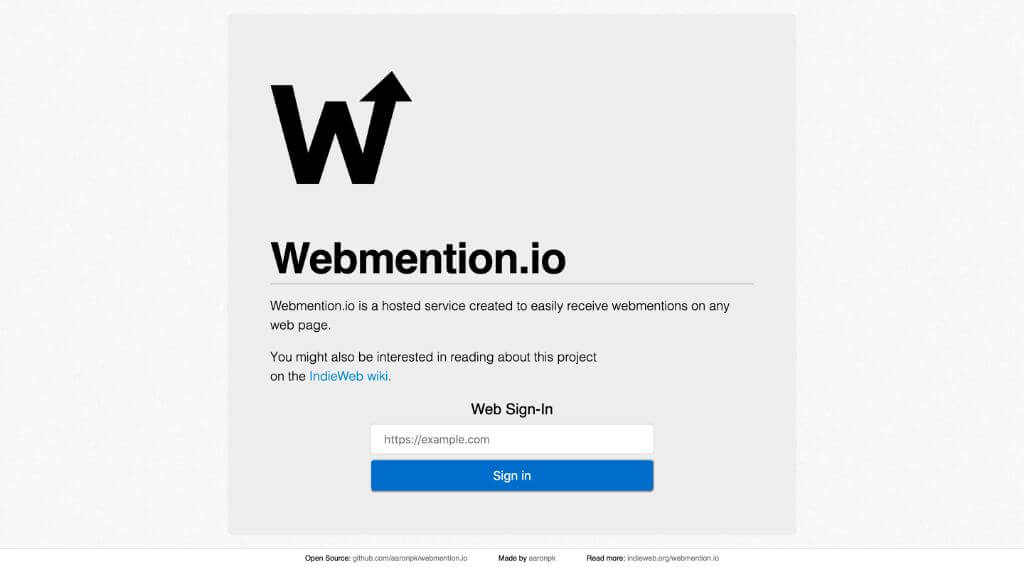 W
Webmention.io
Webmention.io is a hosted service created to easily receive webmentions on any
web page.
You might also be interested in reading about this project
on the IndieWeb wiki.
Web Sign-In
https://example.com
Sign in
Open Source: github.com/aaronpk/webmention.io Made by aaronpk Read more: indieweb.org/webmention.io